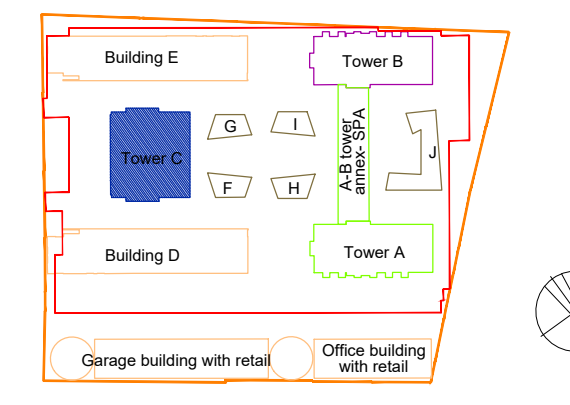 Building E
Tower B
G
I
A-B tower
annex- SPA
J
Tower C
F
H
Building D
Tower A
Garage building with retail
Office building
with retail